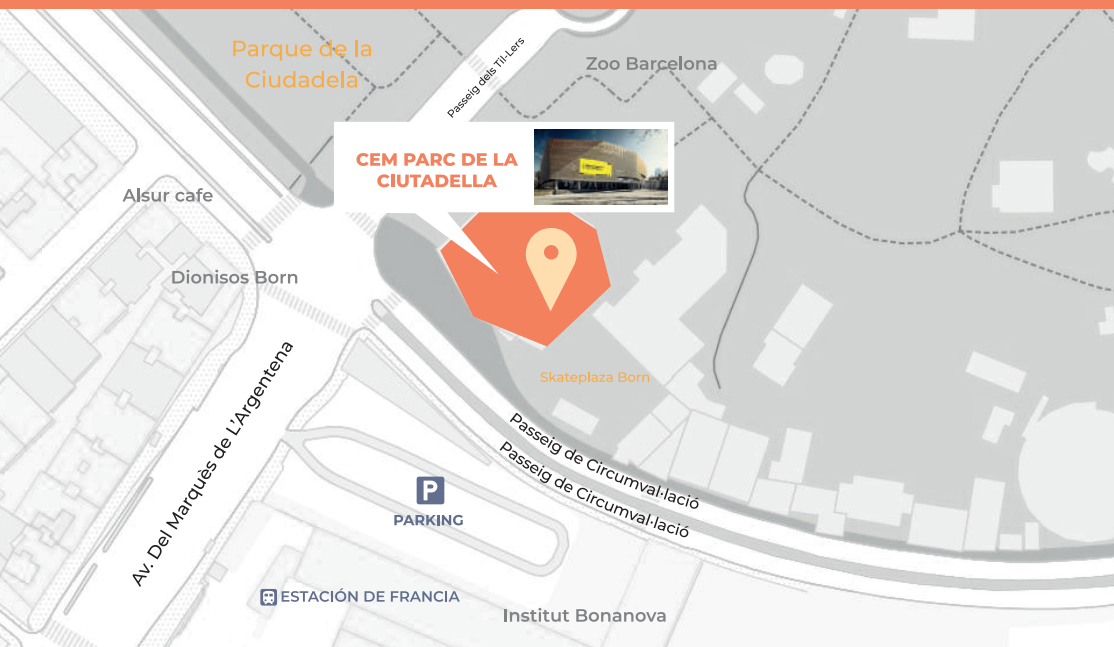 Parque de la
Ciudadela
Passeig dels Til·Lers
Zoo Barcelona
CEM PARC DE LA
CIUTADELLA
Alsur cafe
Dionisos Born
Av. Del Marquès de L'Argentena
Skateplaza Born
Passeig de Circumval·lació
Passeig de Circumval·lació
P
PARKING
ESTACIÓN DE FRANCIA
Institut Bonanova